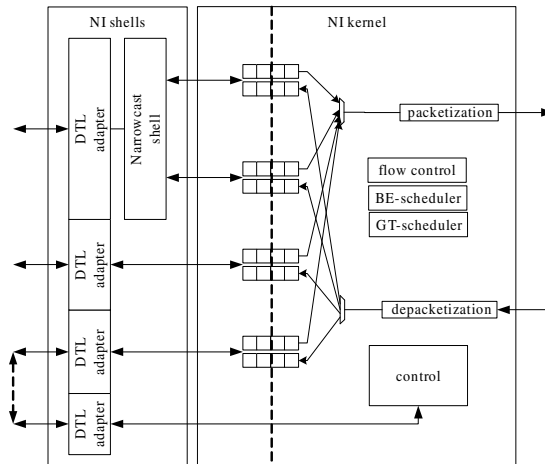 NI shells
NI kernel
DTL
adapter
Narrowcast
shell
packetization
flow control
BE-scheduler
GT-scheduler
DTL
adapter
depacketization
DTL
adapter
control
DTL
adapter